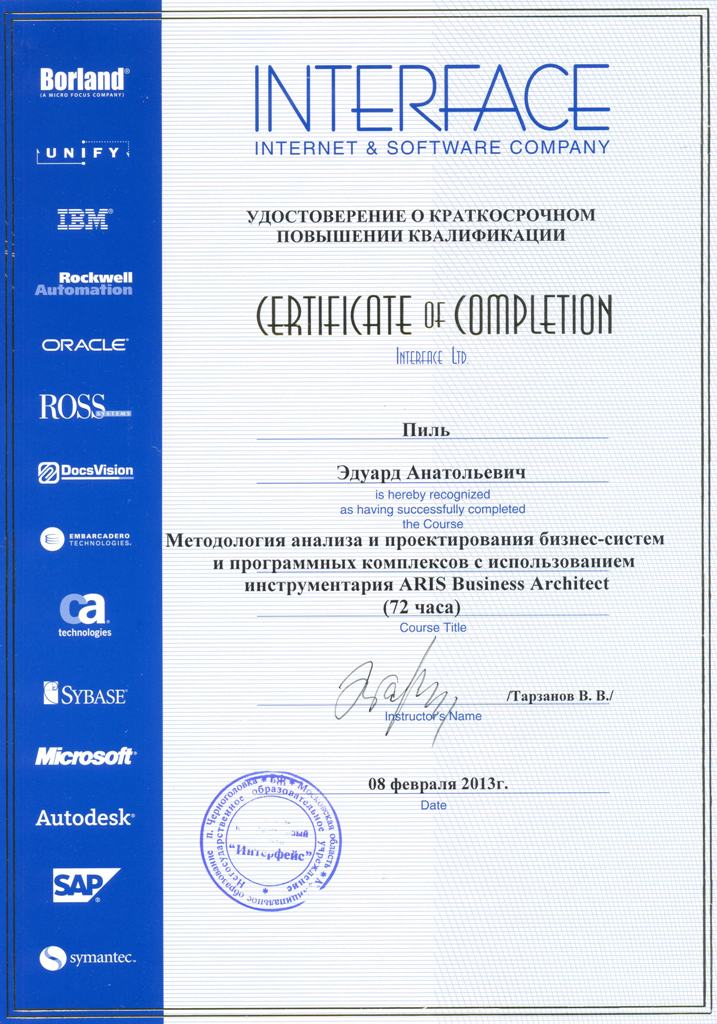 Borland®
(A MICRO FOCUS COMPANY)
UNIFY
IBM®
Rockwell
Automation
ORACLE®
ROSS
SYSTEMS
DocsVision
EMBARCADERO
TECHNOLOGIES.
ca
technologies
SYBASE®
Microsoft®
Autodesk®
SAP
symantec.
INTERFACE
INTERNET & SOFTWARE COMPANY
УДОСТОВЕРЕНИЕ О КРАТКОСРОЧНОМ
ПОВЫШЕНИИ КВАЛИФИКАЦИИ
CERTIFICATE OF COMPLETION
INTERFACE LTD.
Пиль
Эдуард Анатольевич
is hereby recognized
as having successfully completed
the Course
Методология анализа и проектирования бизнес-систем
и программных комплексов с использованием
инструментария ARIS Business Architect
(72 часа)
Course Title
/Тарзанов В. В./
Instructor's Name
08 февраля 2013г.
Date
п. Черноголовка * БФ * Московская область *
Негосударственное образовательное учреждение
"Интерфейс"